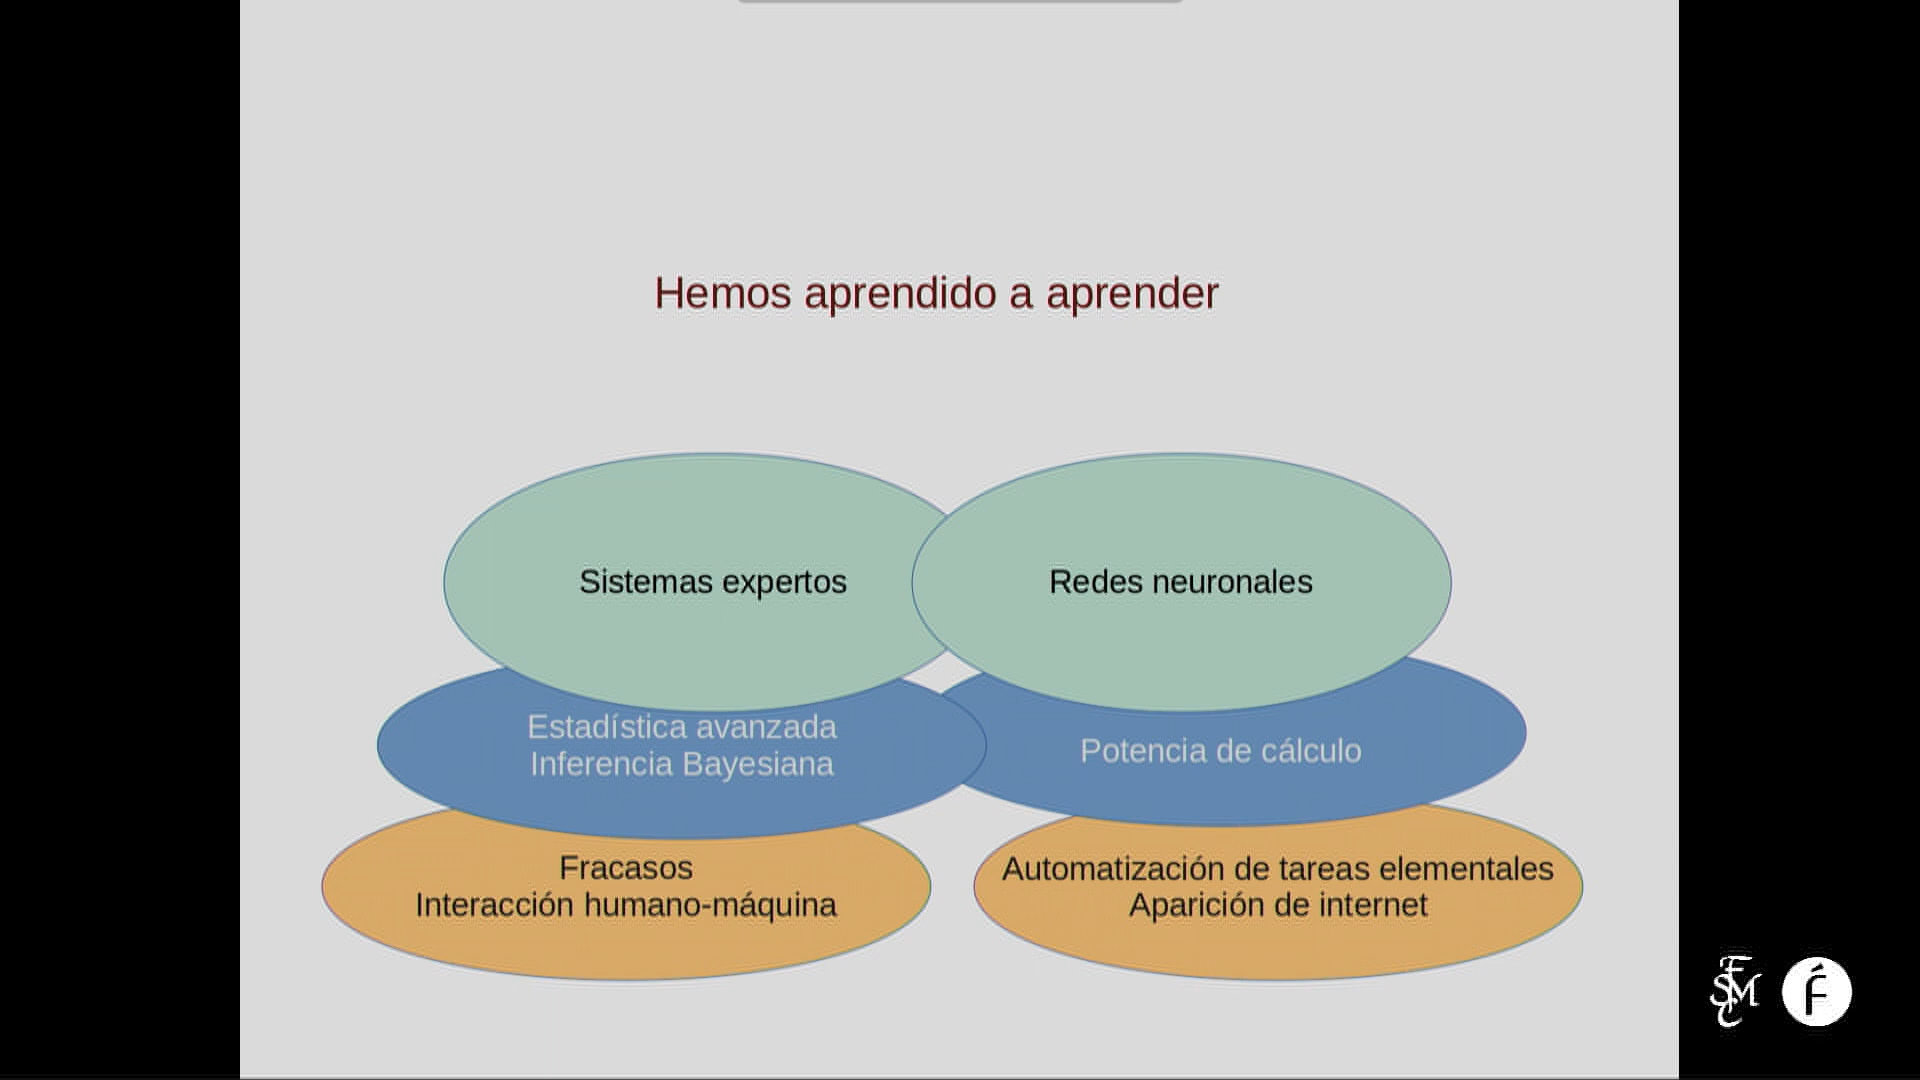 Hemos aprendido a aprender
Sistemas expertos
Redes neuronales
Estadística avanzada
Inferencia Bayesiana
Potencia de cálculo
Fracasos
Interacción humano-máquina
Automatización de tareas elementales
Aparición de internet